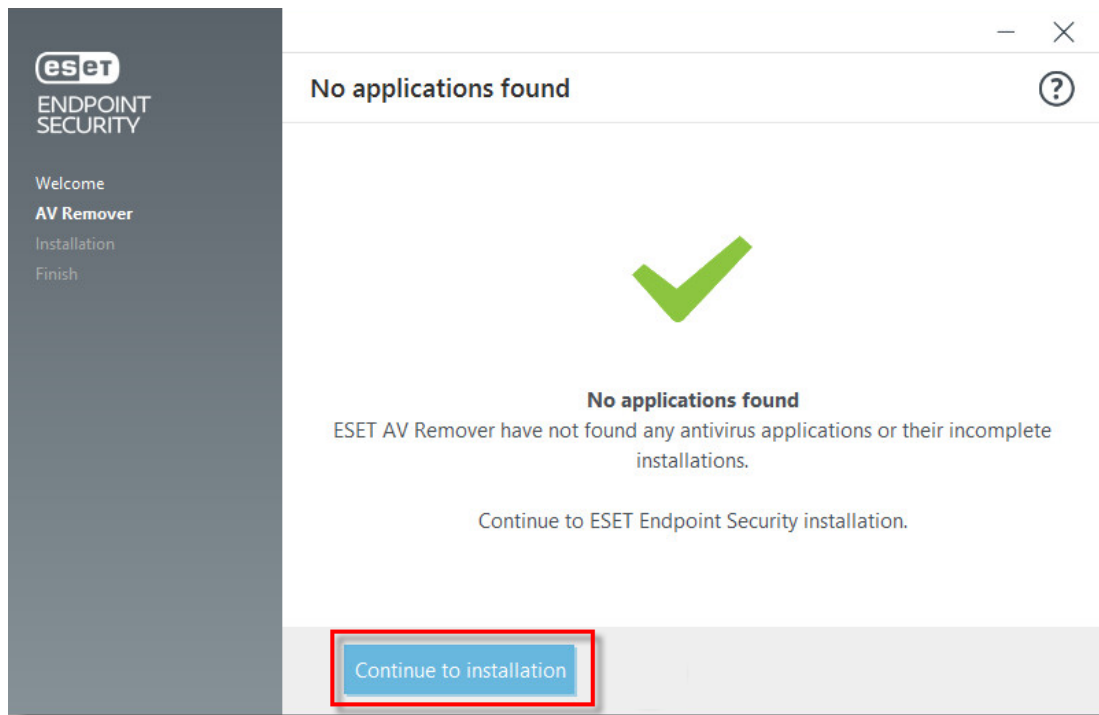 eseT
ENDPOINT
SECURITY
Welcome
AV Remover
Installation
Finish
No applications found
?
No applications found
ESET AV Remover have not found any antivirus applications or their incomplete
installations.
Continue to ESET Endpoint Security installation.
Continue to installation